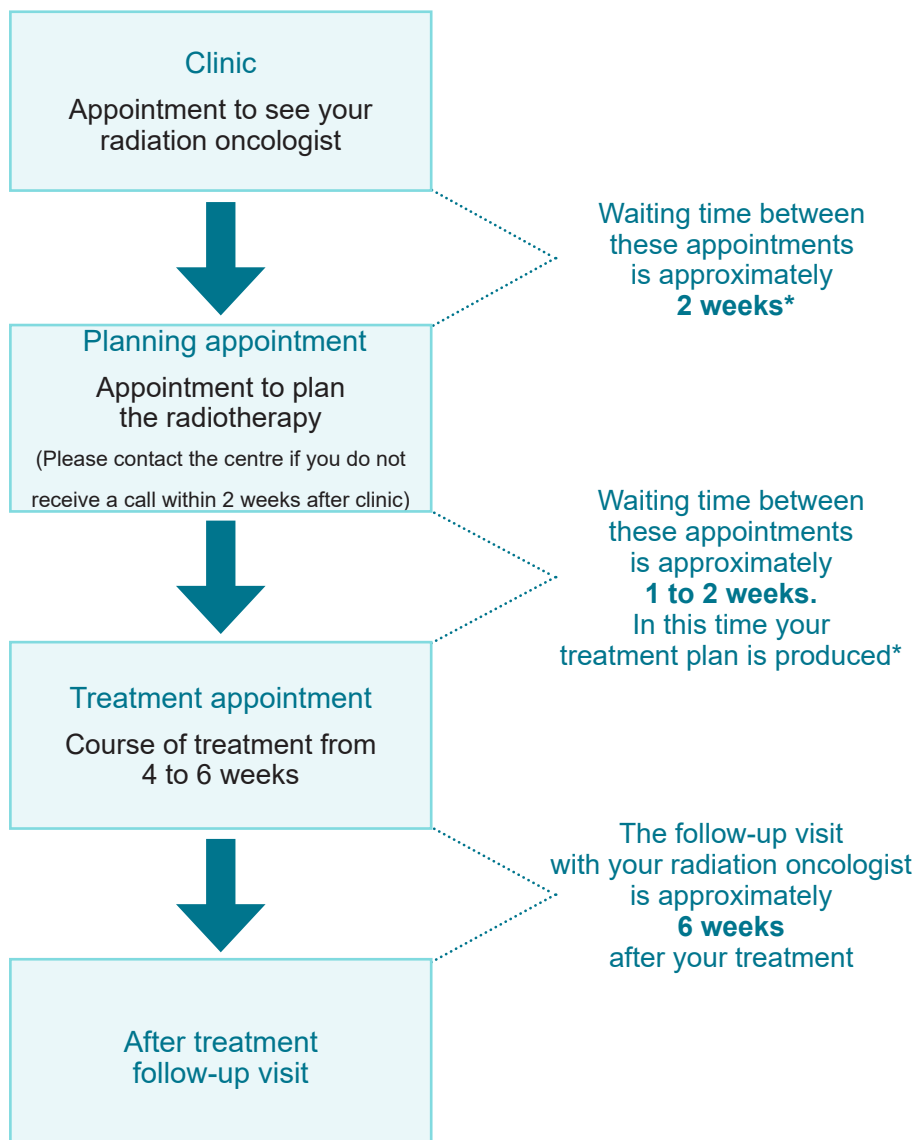 Clinic
Appointment to see your
radiation oncologist
Waiting time between
these appointments
is approximately
2 weeks*
Planning appointment
Appointment to plan
the radiotherapy
(Please contact the centre if you do not
receive a call within 2 weeks after clinic)
Waiting time between
these appointments
is approximately
1 to 2 weeks.
In this time your
treatment plan is produced*
Treatment appointment
Course of treatment from
4 to 6 weeks
The follow-up visit
with your radiation oncologist
is approximately
6 weeks
after your treatment
After treatment
follow-up visit